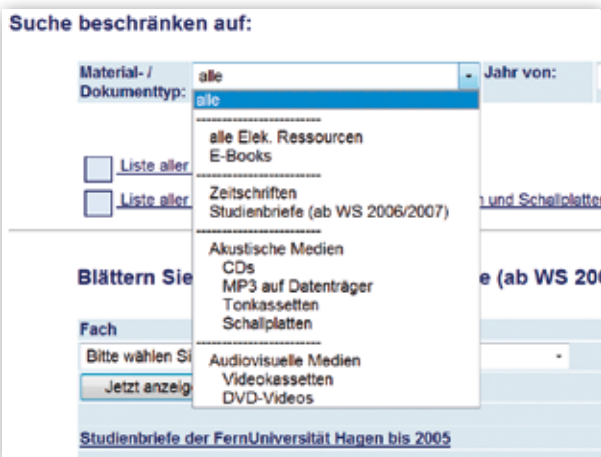 Suche beschränken auf:
Material- / Dokumenttyp:
alle
Jahr von:
alle
-----------------------
alle Elek. Ressourcen
E-Books
-----------------------
Zeitschriften
Studienbriefe (ab WS 2006/2007)
-----------------------
Akustische Medien
CDs
MP3 auf Datenträger
Tonkassetten
Schallplatten
-----------------------
Audiovisuelle Medien
Videokassetten
DVD-Videos
Liste aller
Liste aller
und Schallplatte
Blättern Sie
e (ab WS 20
Fach
Bitte wählen Si
Jetzt anzeig
Studienbriefe der FernUniversität Hagen bis 2005